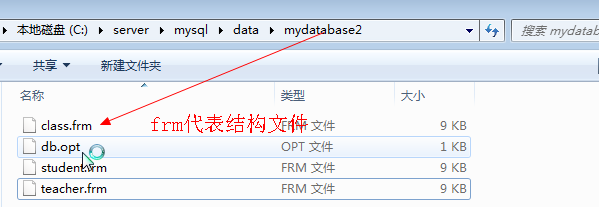 本地磁盘 (C:) ▸ server ▸ mysql ▸ data ▸ mydatabase2
搜索 mydatab
共享 新建文件夹
名称 类型 大小
class.frm FRM 文件 9 KB
frm代表结构文件
db.opt OPT 文件 1 KB
student.frm FRM 文件 9 KB
teacher.frm FRM 文件 9 KB